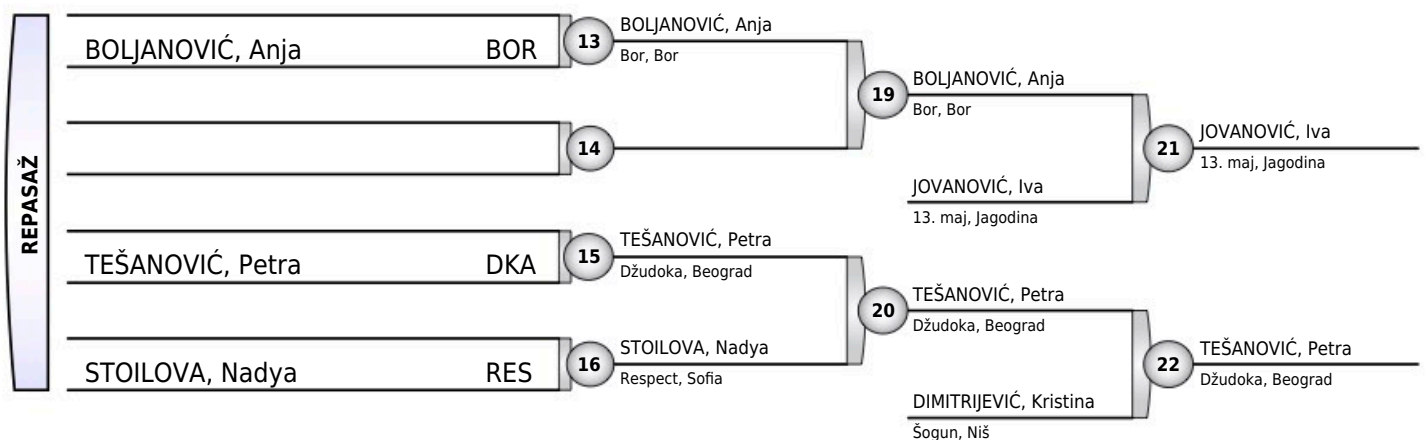 REPASAŽ
BOLJANOVIĆ, Anja BOR
13
BOLJANOVIĆ, Anja
Bor, Bor
14
19
BOLJANOVIĆ, Anja
Bor, Bor
JOVANOVIĆ, Iva
13. maj, Jagodina
21
JOVANOVIĆ, Iva
13. maj, Jagodina
TEŠANOVIĆ, Petra DKA
15
TEŠANOVIĆ, Petra
Džudoka, Beograd
STOILOVA, Nadya RES
16
STOILOVA, Nadya
Respect, Sofia
20
TEŠANOVIĆ, Petra
Džudoka, Beograd
DIMITRIJEVIĆ, Kristina
Šogun, Niš
22
TEŠANOVIĆ, Petra
Džudoka, Beograd